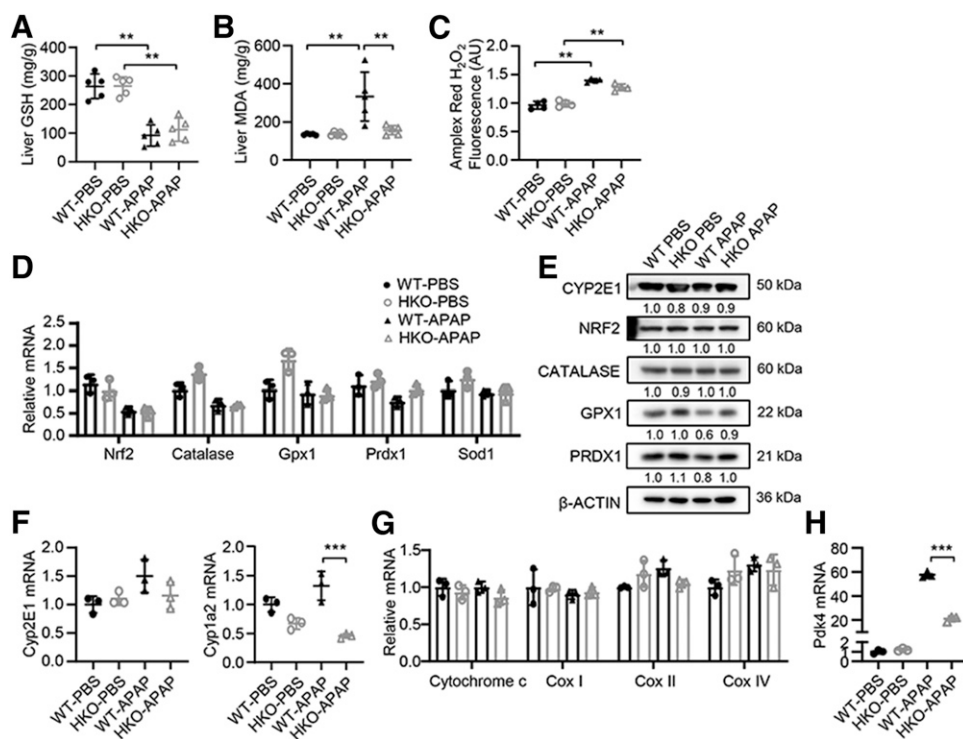 A
Liver GSH (mg/g)
400
300
200
100
0
** **
WT-PBS
HKO-PBS
WT-APAP
HKO-APAP
B
Liver MDA (mg/g)
600
400
200
0
** **
WT-PBS
HKO-PBS
WT-APAP
HKO-APAP
C
Amplex Red H2O2
Fluorescence (AU)
2.0
1.5
1.0
0.5
0.0
** **
WT-PBS
HKO-PBS
WT-APAP
HKO-APAP
D
WT-PBS
HKO-PBS
WT-APAP
HKO-APAP
Relative mRNA
2.5
2.0
1.5
1.0
0.5
0.0
Nrf2 Catalase Gpx1 Prdx1 Sod1
E
WT PBS
HKO PBS
WT APAP
HKO APAP
CYP2E1 50 kDa
1.0 0.8 0.9 0.9
NRF2 60 kDa
1.0 1.0 1.0 1.0
CATALASE 60 kDa
1.0 0.9 1.0 1.0
GPX1 22 kDa
1.0 1.0 0.6 0.9
PRDX1 21 kDa
1.0 1.1 0.8 1.0
β-ACTIN 36 kDa
F
Cyp2E1 mRNA
2.0
1.5
1.0
0.5
0.0
WT-PBS
HKO-PBS
WT-APAP
HKO-APAP
Cyp1a2 mRNA
2.0
1.5
1.0
0.5
0.0
***
WT-PBS
HKO-PBS
WT-APAP
HKO-APAP
G
Relative mRNA
1.5
1.0
0.5
0.0
Cytochrome c Cox I Cox II Cox IV
H
Pdk4 mRNA
80
60
40
20
2
1
0
***
WT-PBS
HKO-PBS
WT-APAP
HKO-APAP